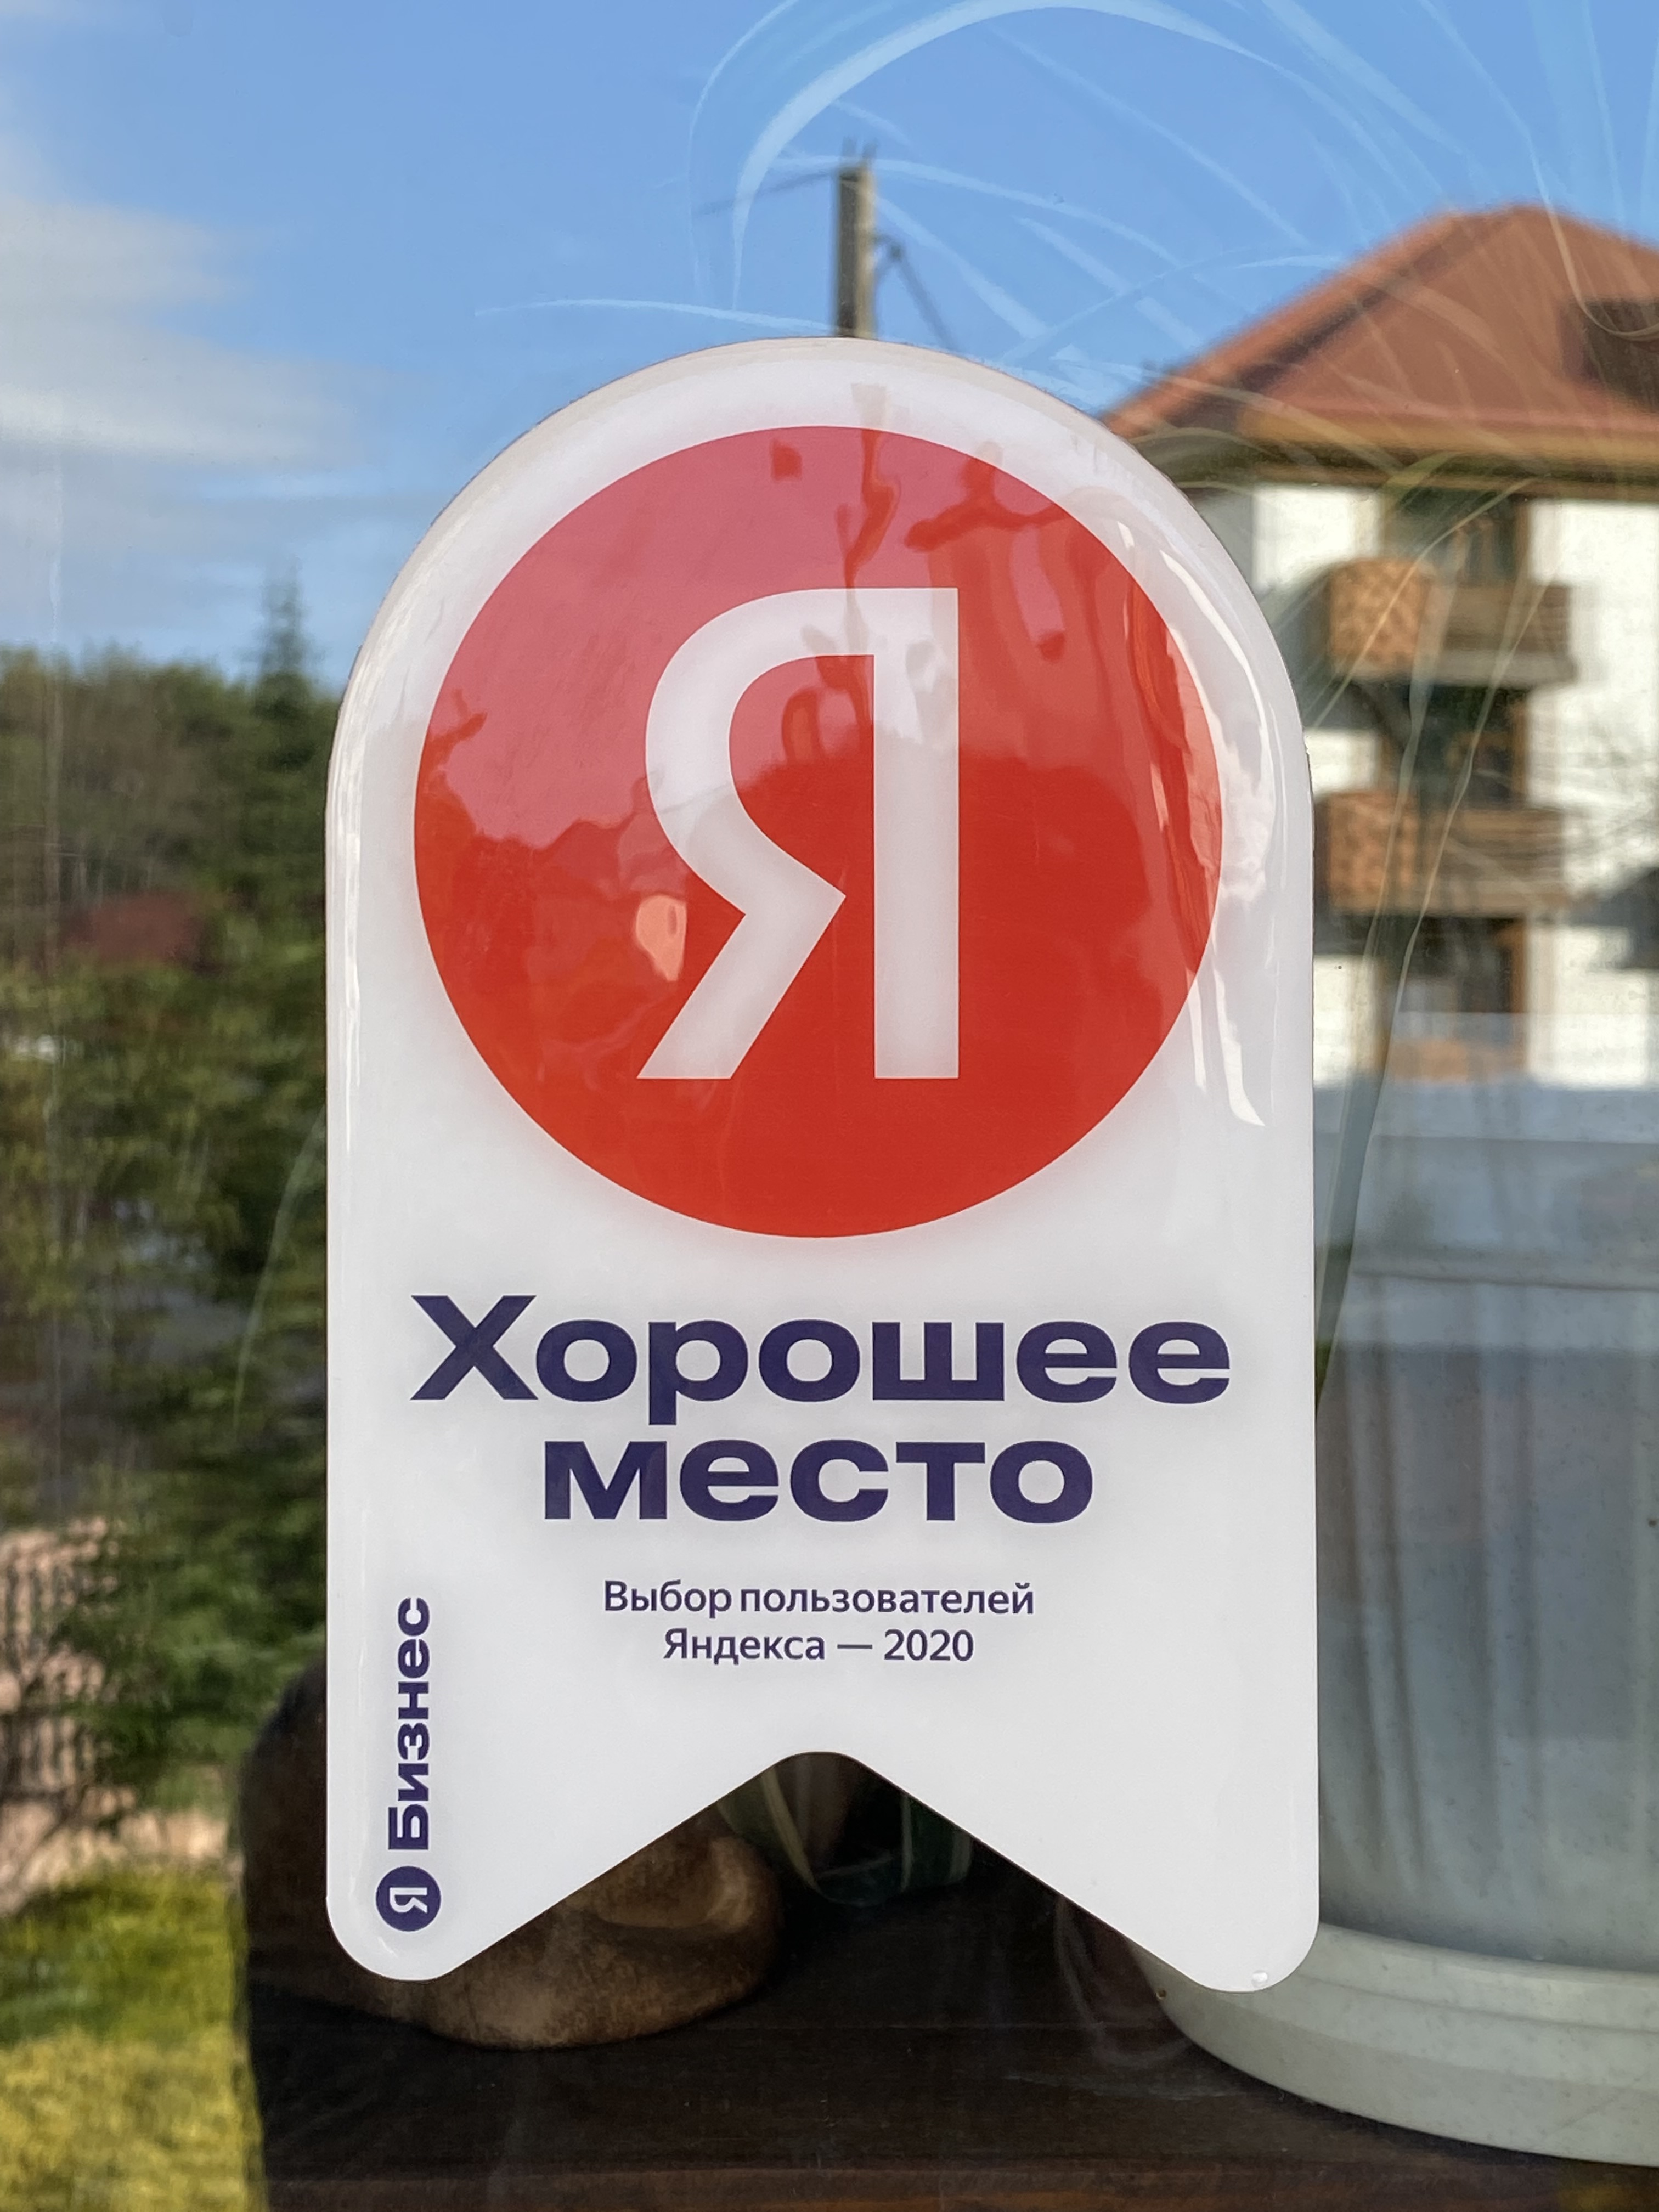 Я
Хорошее
место
Выбор пользователей
Яндекса — 2020
Я Бизнес